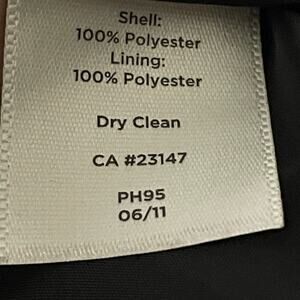 Shell:
100% Polyester
Lining:
100% Polyester
Dry Clean
CA #23147
PH95
06/11